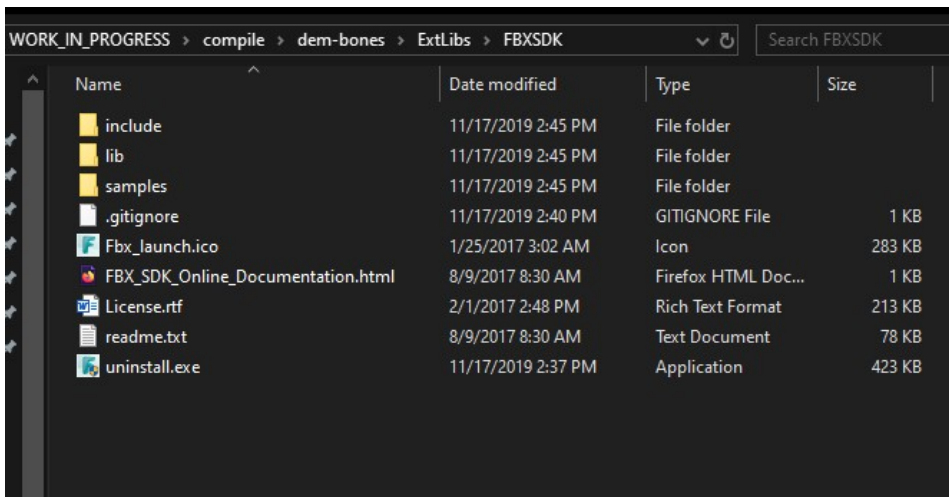 WORK_IN_PROGRESS > compile > dem-bones > ExtLibs > FBXSDK Search FBXSDK
Name Date modified Type Size
include 11/17/2019 2:45 PM File folder
lib 11/17/2019 2:45 PM File folder
samples 11/17/2019 2:45 PM File folder
.gitignore 11/17/2019 2:40 PM GITIGNORE File 1 KB
Fbx_launch.ico 1/25/2017 3:02 AM Icon 283 KB
FBX_SDK_Online_Documentation.html 8/9/2017 8:30 AM Firefox HTML Doc... 1 KB
License.rtf 2/1/2017 2:48 PM Rich Text Format 213 KB
readme.txt 8/9/2017 8:30 AM Text Document 78 KB
uninstall.exe 11/17/2019 2:37 PM Application 423 KB